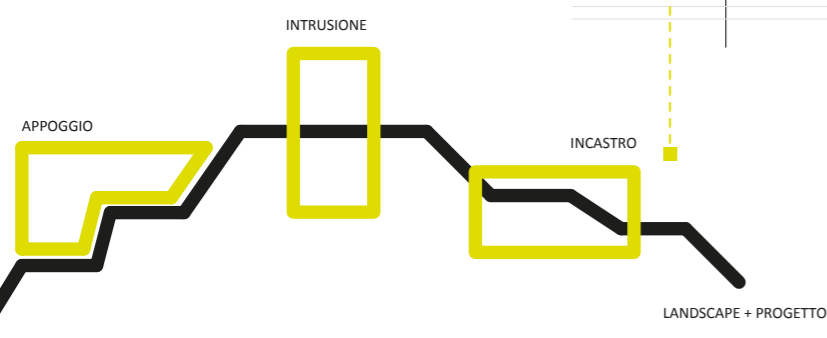 INTRUSIONE
APPOGGIO
INCASTRO
LANDSCAPE + PROGETTO